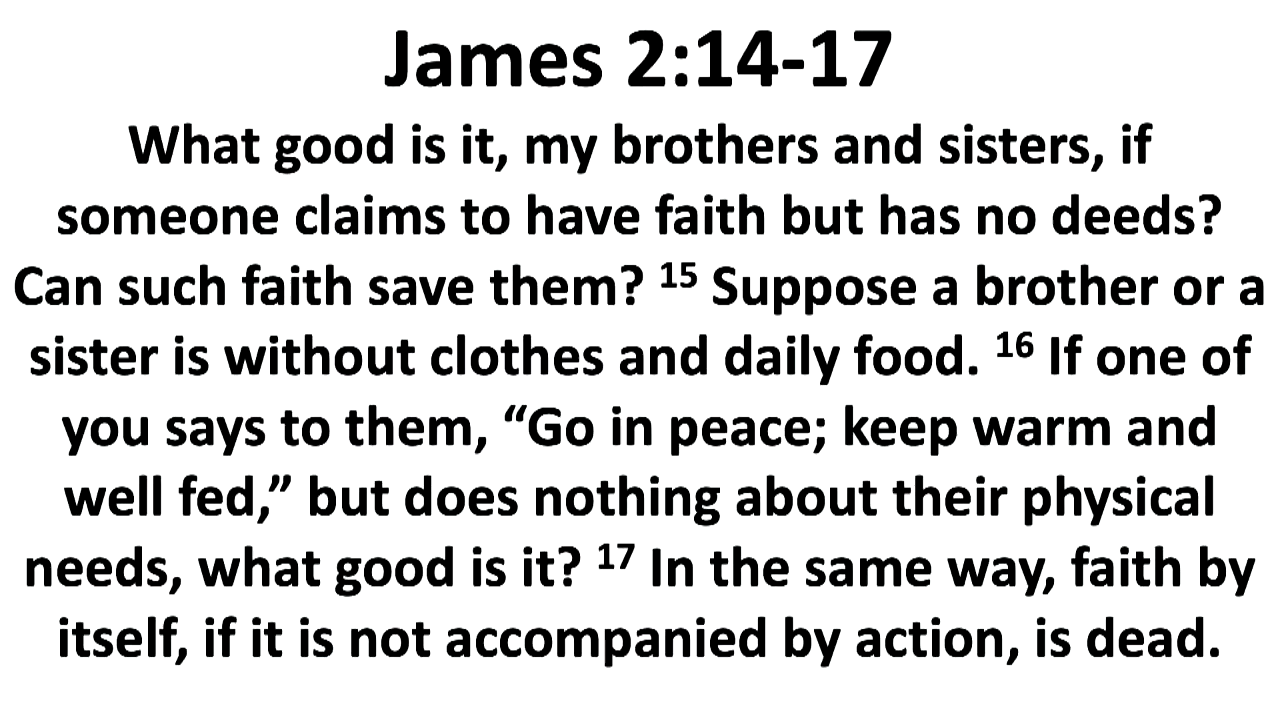 James 2:14-17
What good is it, my brothers and sisters, if
someone claims to have faith but has no deeds?
Can such faith save them? 15 Suppose a brother or a
sister is without clothes and daily food. 16 If one of
you says to them, “Go in peace; keep warm and
well fed,” but does nothing about their physical
needs, what good is it? 17 In the same way, faith by
itself, if it is not accompanied by action, is dead.